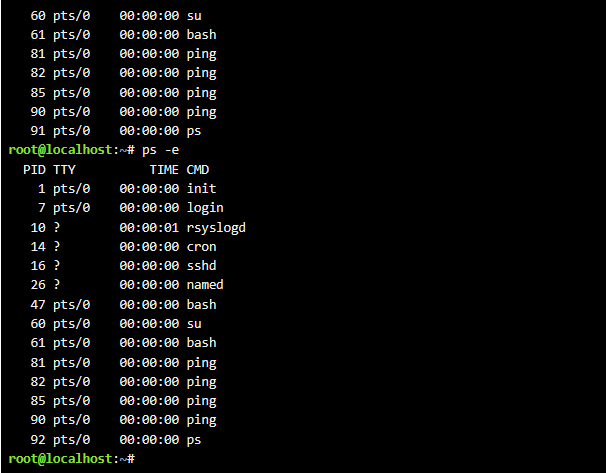 60 pts/0    00:00:00 su
61 pts/0    00:00:00 bash
81 pts/0    00:00:00 ping
82 pts/0    00:00:00 ping
85 pts/0    00:00:00 ping
90 pts/0    00:00:00 ping
91 pts/0    00:00:00 ps
root@localhost:~# ps -e
PID TTY          TIME CMD
1 pts/0    00:00:00 init
7 pts/0    00:00:00 login
10 ?        00:00:01 rsyslogd
14 ?        00:00:00 cron
16 ?        00:00:00 sshd
26 ?        00:00:00 named
47 pts/0    00:00:00 bash
60 pts/0    00:00:00 su
61 pts/0    00:00:00 bash
81 pts/0    00:00:00 ping
82 pts/0    00:00:00 ping
85 pts/0    00:00:00 ping
90 pts/0    00:00:00 ping
92 pts/0    00:00:00 ps
root@localhost:~#